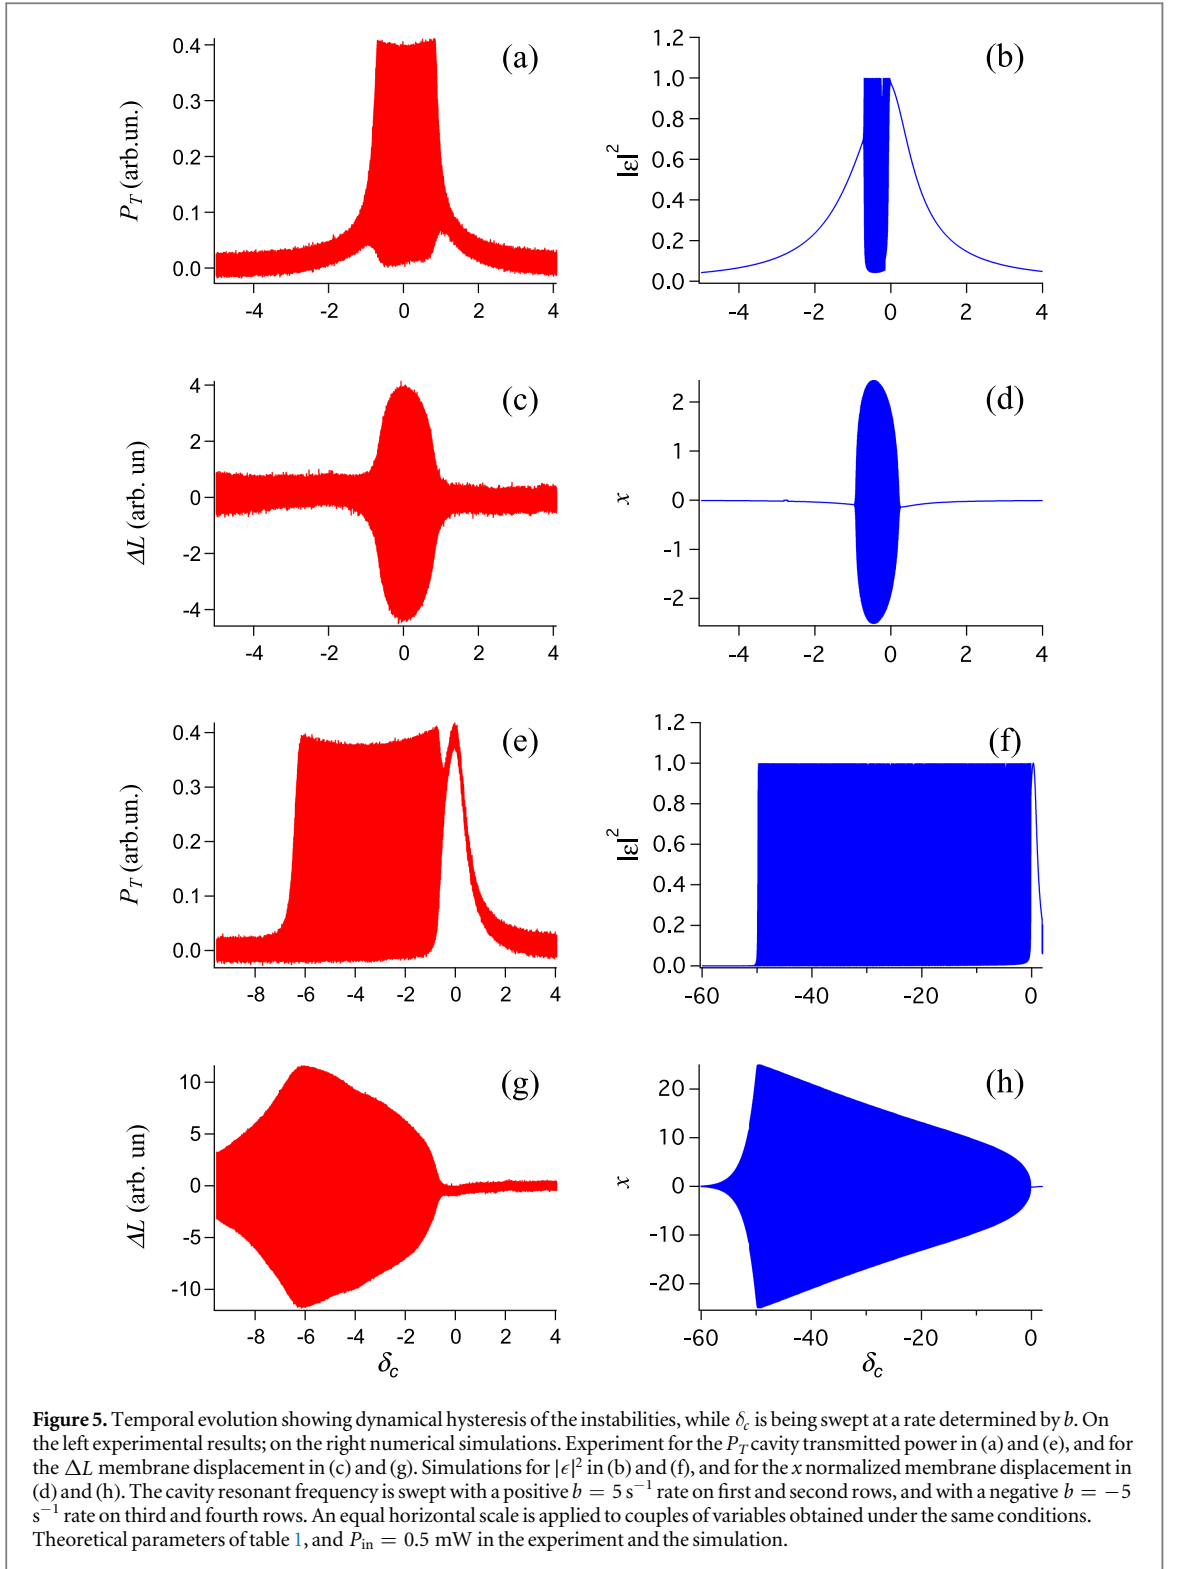 (a)
P_T (arb.un.)
0.4
0.3
0.2
0.1
0.0
-4 -2 0 2 4
(b)
|ε|²
1.2
1.0
0.8
0.6
0.4
0.2
0.0
-4 -2 0 2 4
(c)
ΔL (arb. un)
4
2
0
-2
-4
-4 -2 0 2 4
(d)
x
2
1
0
-1
-2
-4 -2 0 2 4
(e)
P_T (arb.un.)
0.4
0.3
0.2
0.1
0.0
-8 -6 -4 -2 0 2 4
(f)
|ε|²
1.2
1.0
0.8
0.6
0.4
0.2
0.0
-60 -40 -20 0
(g)
ΔL (arb. un)
10
5
0
-5
-10
-8 -6 -4 -2 0 2 4
δ_c
(h)
x
20
10
0
-10
-20
-60 -40 -20 0
δ_c
Figure 5. Temporal evolution showing dynamical hysteresis of the instabilities, while δ_c is being swept at a rate determined by b. On
the left experimental results; on the right numerical simulations. Experiment for the P_T cavity transmitted power in (a) and (e), and for
the ΔL membrane displacement in (c) and (g). Simulations for |ϵ|² in (b) and (f), and for the x normalized membrane displacement in
(d) and (h). The cavity resonant frequency is swept with a positive b = 5 s⁻¹ rate on first and second rows, and with a negative b = −5
s⁻¹ rate on third and fourth rows. An equal horizontal scale is applied to couples of variables obtained under the same conditions.
Theoretical parameters of table 1, and P_in = 0.5 mW in the experiment and the simulation.